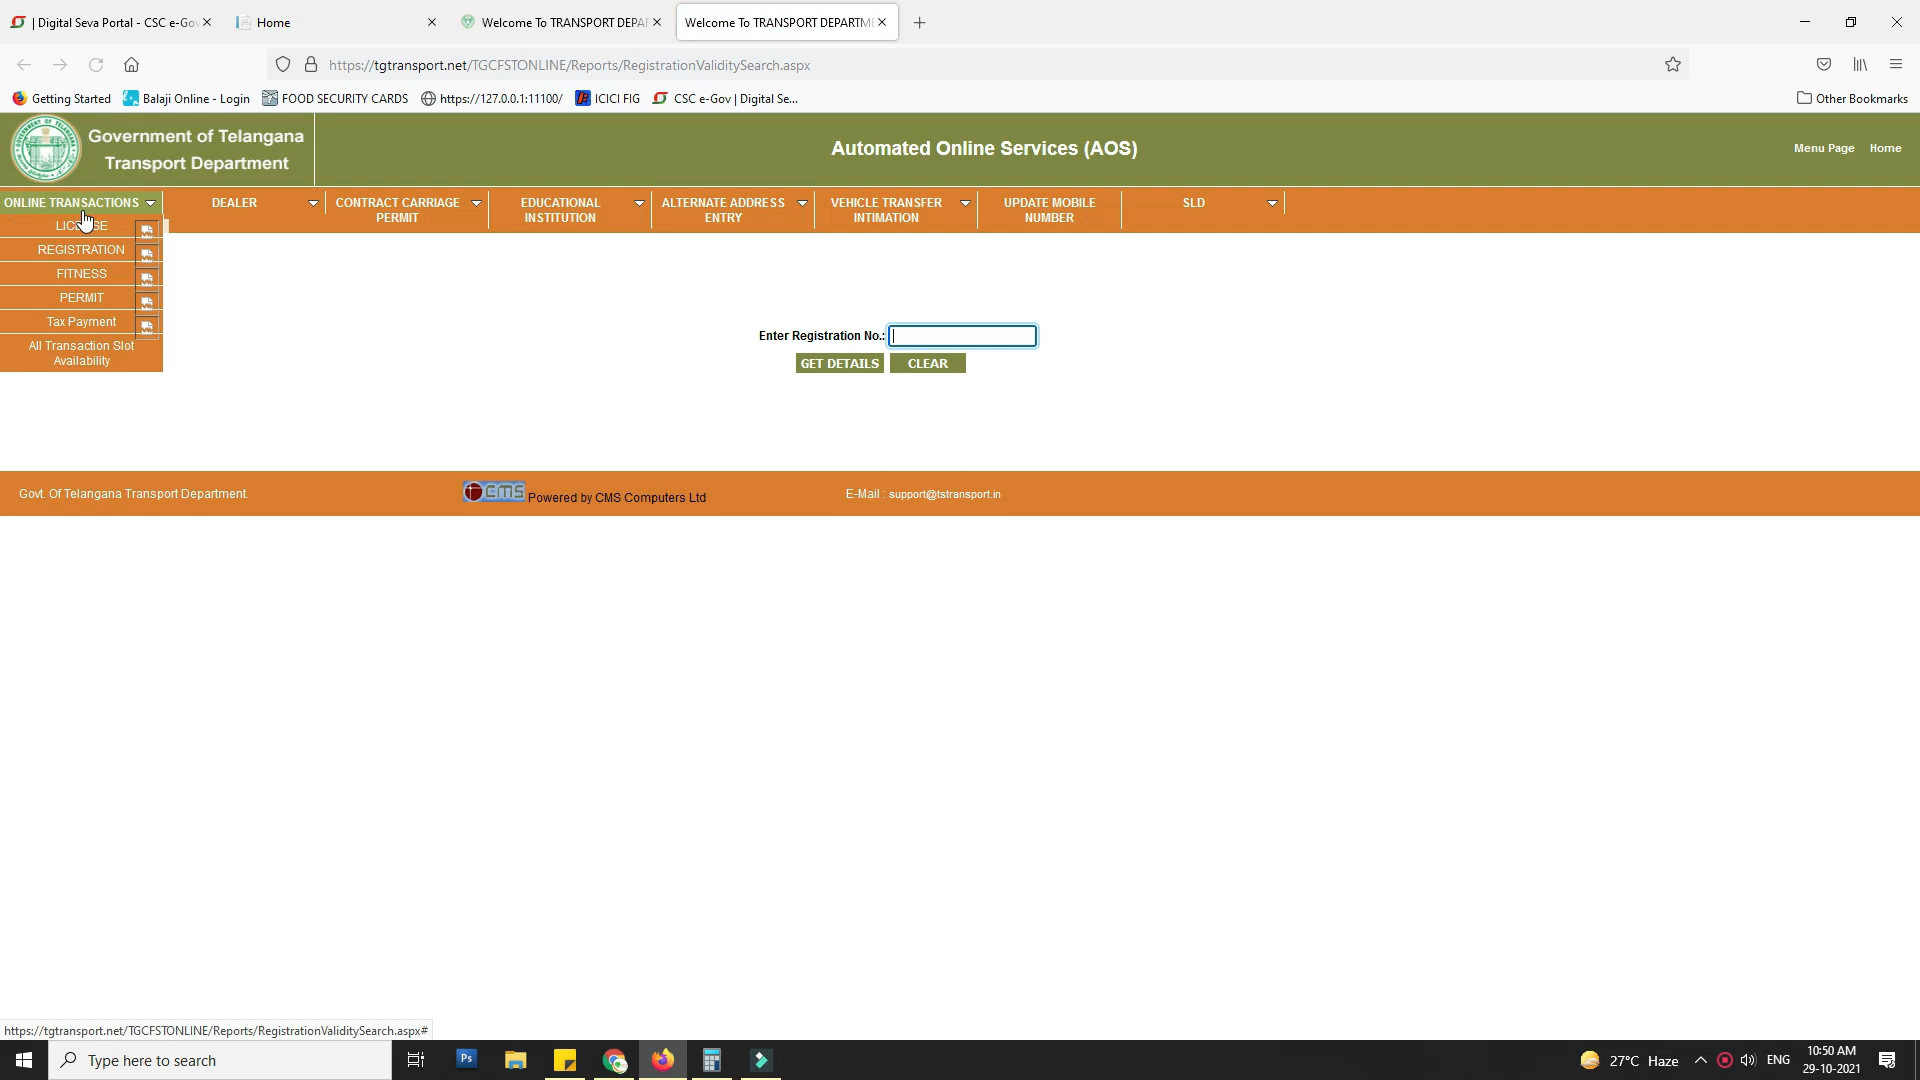 | Digital Seva Portal - CSC e-Go
Home
Welcome To TRANSPORT DEPA
Welcome To TRANSPORT DEPARTM
https://tgtransport.net/TGCFSTONLINE/Reports/RegistrationValiditySearch.aspx
Getting Started
Balaji Online - Login
FOOD SECURITY CARDS
https://127.0.0.1:11100/
ICICI FIG
CSC e-Gov | Digital Se...
Other Bookmarks
Government of Telangana
Transport Department
Automated Online Services (AOS)
Menu Page
Home
ONLINE TRANSACTIONS
DEALER
CONTRACT CARRIAGE
PERMIT
EDUCATIONAL
INSTITUTION
ALTERNATE ADDRESS
ENTRY
VEHICLE TRANSFER
INTIMATION
UPDATE MOBILE
NUMBER
SLD
REGISTRATION
FITNESS
PERMIT
Tax Payment
All Transaction Slot
Availability
Enter Registration No.:
GET DETAILS
CLEAR
Govt. Of Telangana Transport Department.
CMS
Powered by CMS Computers Ltd
E-Mail : support@tstransport.in
https://tgtransport.net/TGCFSTONLINE/Reports/RegistrationValiditySearch.aspx#
Type here to search
Ps
27°C Haze
ENG
10:50 AM
29-10-2021